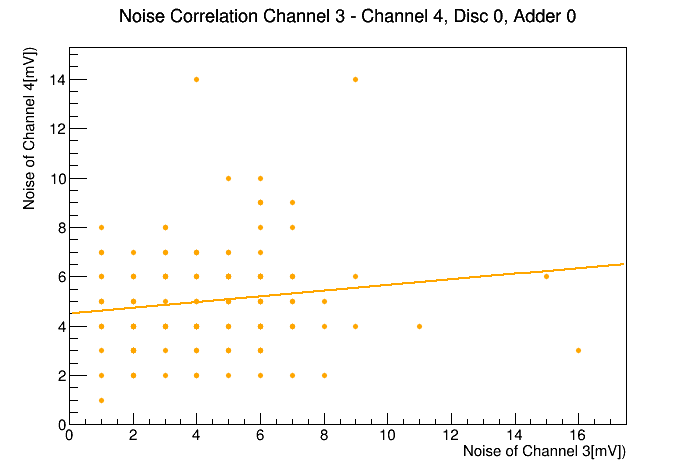 Noise Correlation Channel 3 - Channel 4, Disc 0, Adder 0
Noise of Channel 4[mV])
14
12
10
8
6
4
2
0
0 2 4 6 8 10 12 14 16
Noise of Channel 3[mV])